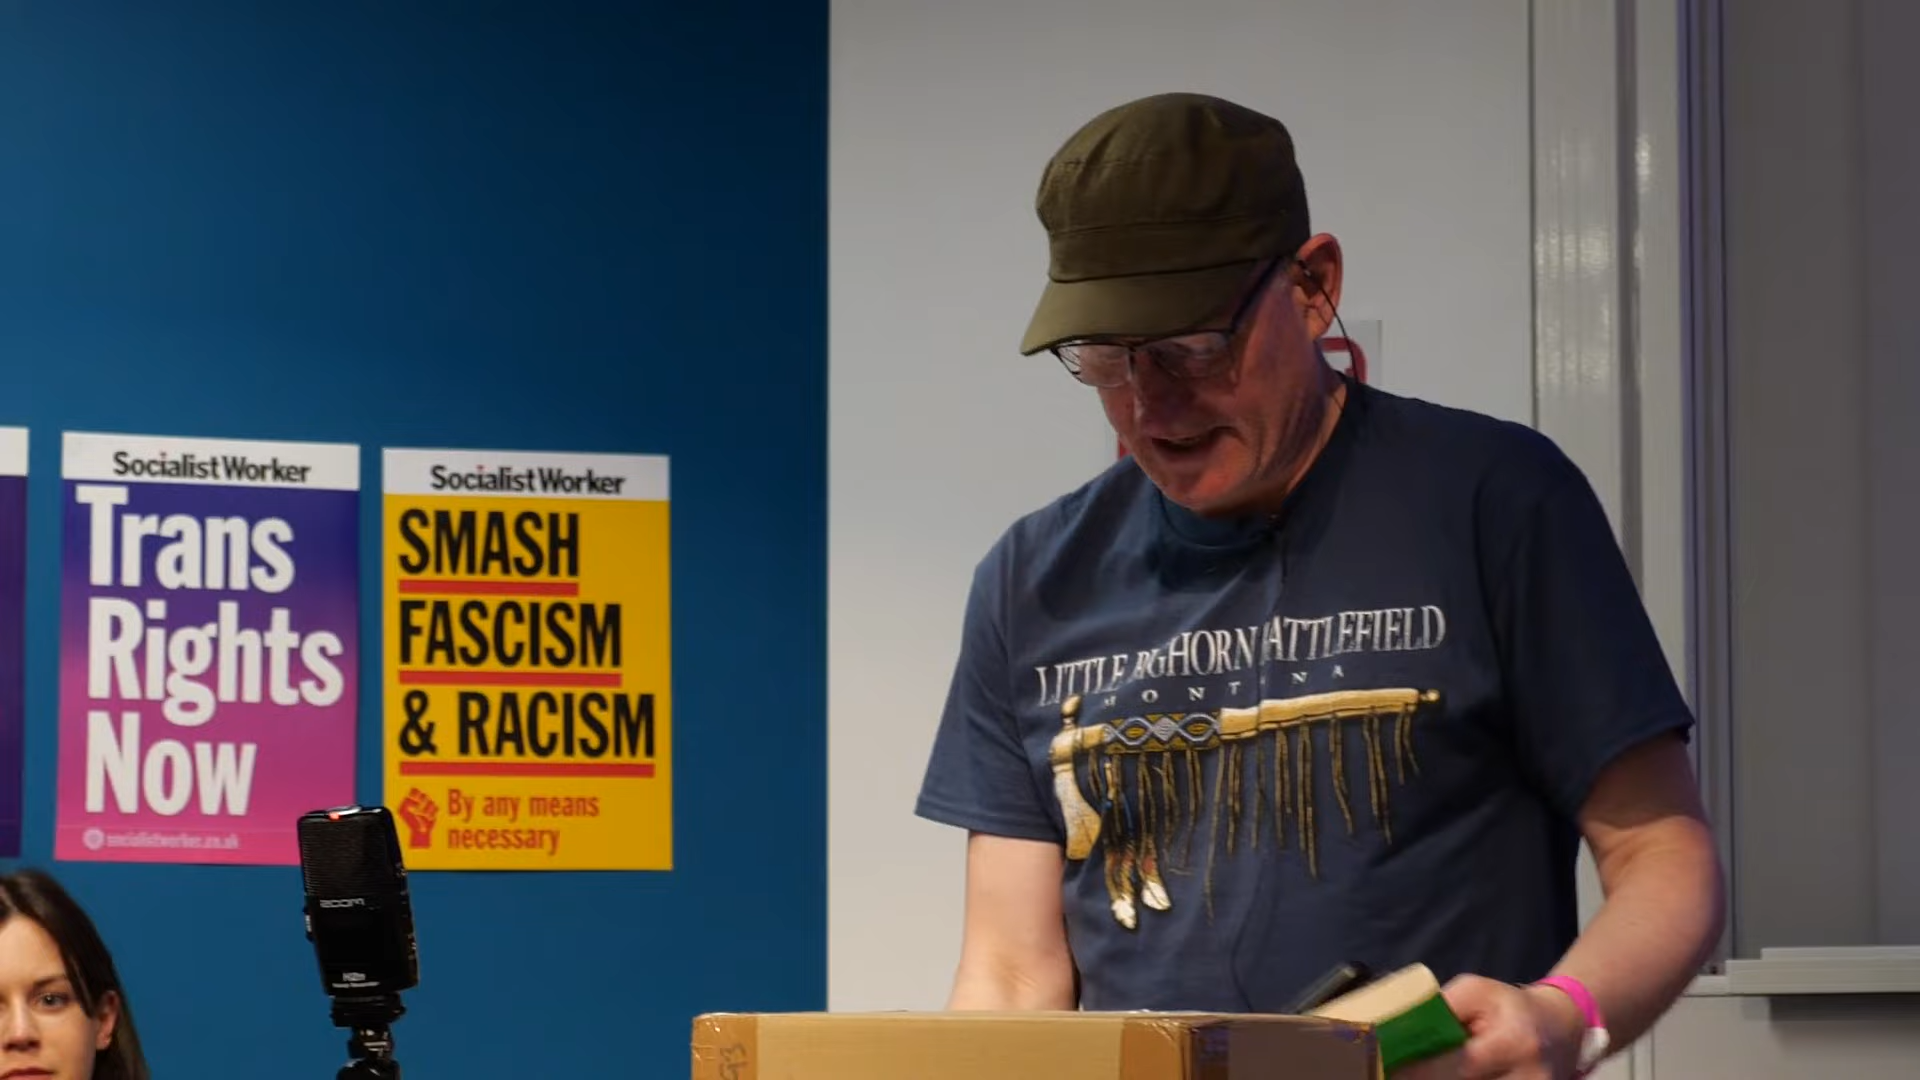 Socialist Worker
Trans
Rights
Now
socialistworker.co.uk
Socialist Worker
SMASH
FASCISM
& RACISM
By any means
necessary
zoom
H2n
LITTLE BIGHORN BATTLEFIELD
MONTANA